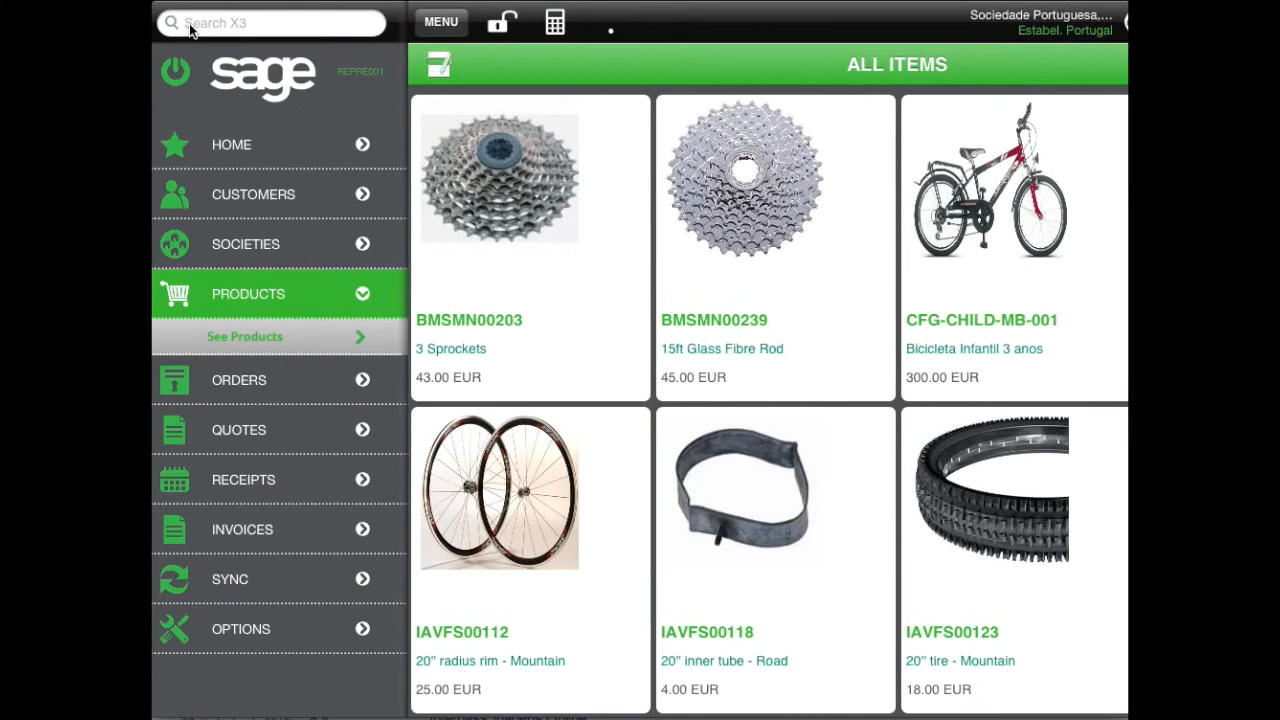 Search X3
MENU
Sociedade Portuguesa,...
Estabel. Portugal
sage
REPRE001
ALL ITEMS
HOME
CUSTOMERS
SOCIETIES
PRODUCTS
See Products
ORDERS
QUOTES
RECEIPTS
INVOICES
SYNC
OPTIONS
BMSMN00203
3 Sprockets
43.00 EUR
BMSMN00239
15ft Glass Fibre Rod
45.00 EUR
CFG-CHILD-MB-001
Bicicleta Infantil 3 anos
300.00 EUR
IAVFS00112
20" radius rim - Mountain
25.00 EUR
IAVFS00118
20" inner tube - Road
4.00 EUR
IAVFS00123
20" tire - Mountain
18.00 EUR